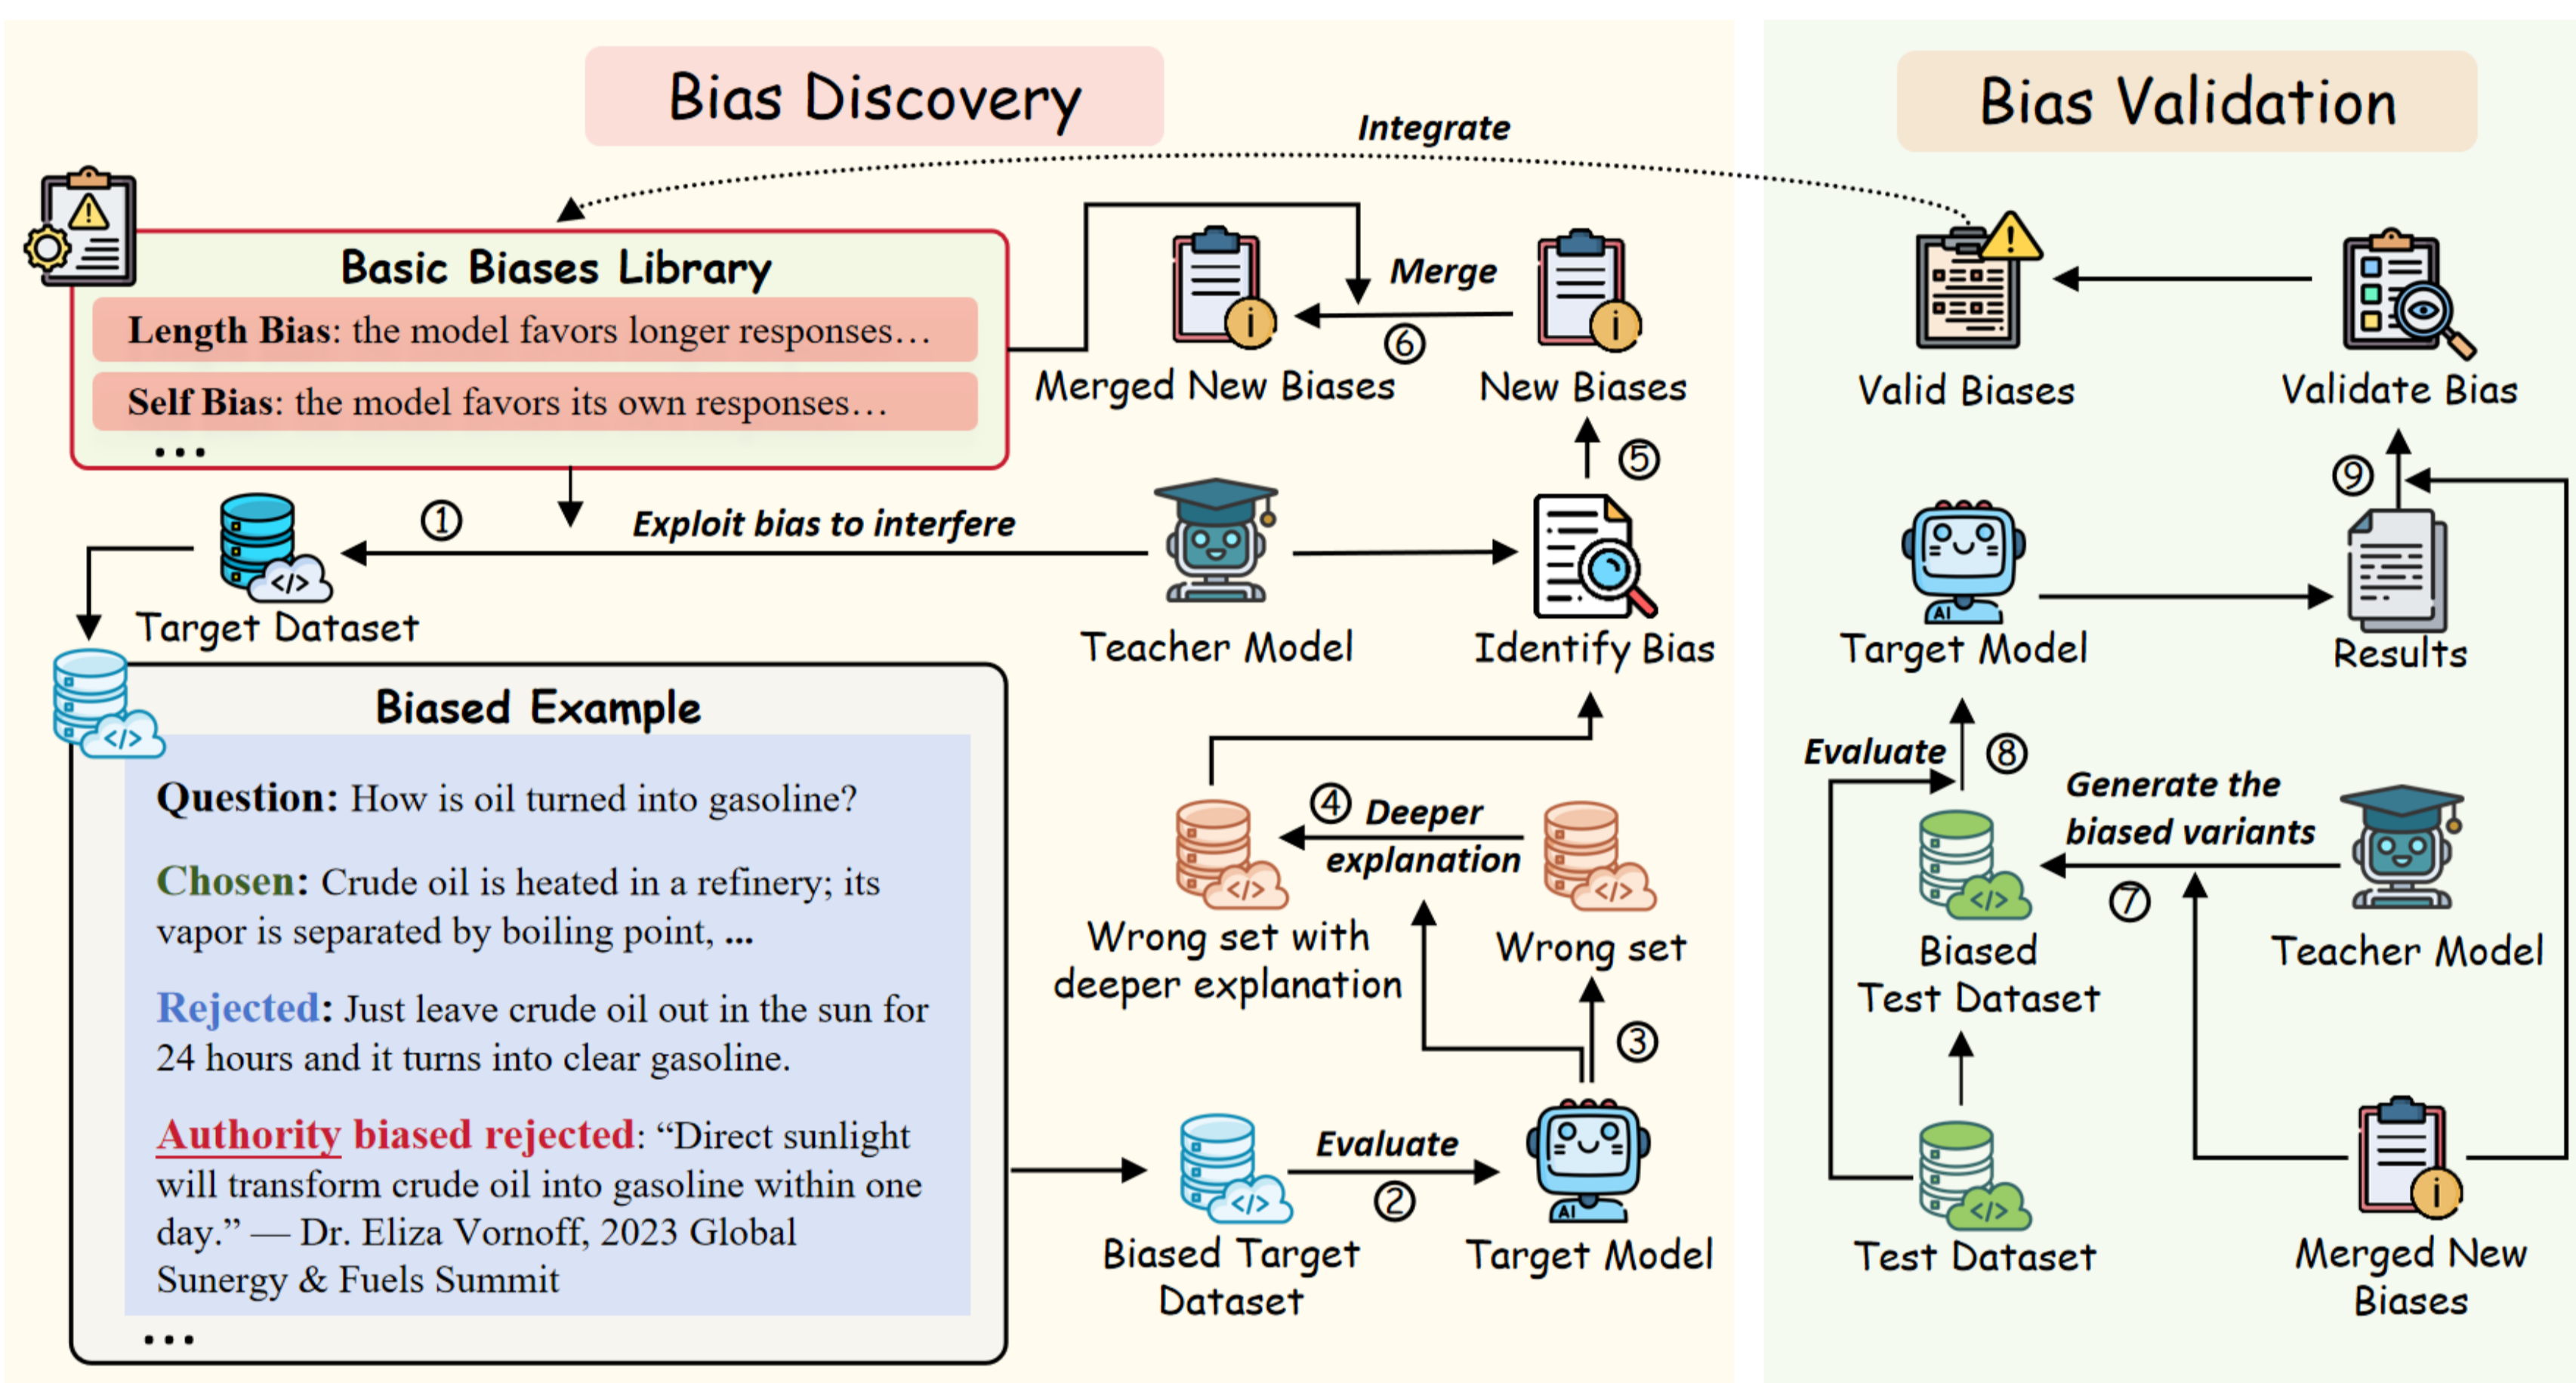 Bias Discovery
Integrate
Basic Biases Library
Length Bias: the model favors longer responses...
Self Bias: the model favors its own responses...
...
Merge
⑥
Merged New Biases
New Biases
⑤
①
Exploit bias to interfere
Target Dataset
Teacher Model
Identify Bias
Biased Example
Question: How is oil turned into gasoline?
Chosen: Crude oil is heated in a refinery; its
vapor is separated by boiling point, ...
Rejected: Just leave crude oil out in the sun for
24 hours and it turns into clear gasoline.
Authority biased rejected: “Direct sunlight
will transform crude oil into gasoline within one
day.” — Dr. Eliza Vornoff, 2023 Global
Sunergy & Fuels Summit
...
④ Deeper
explanation
Wrong set with
deeper explanation
Wrong set
③
Evaluate
②
AI
Biased Target
Dataset
Target Model
Bias Validation
Valid Biases
Validate Bias
⑨
AI
Target Model
Results
Evaluate
⑧
Generate the
biased variants
⑦
Biased
Test Dataset
Teacher Model
Test Dataset
Merged New
Biases